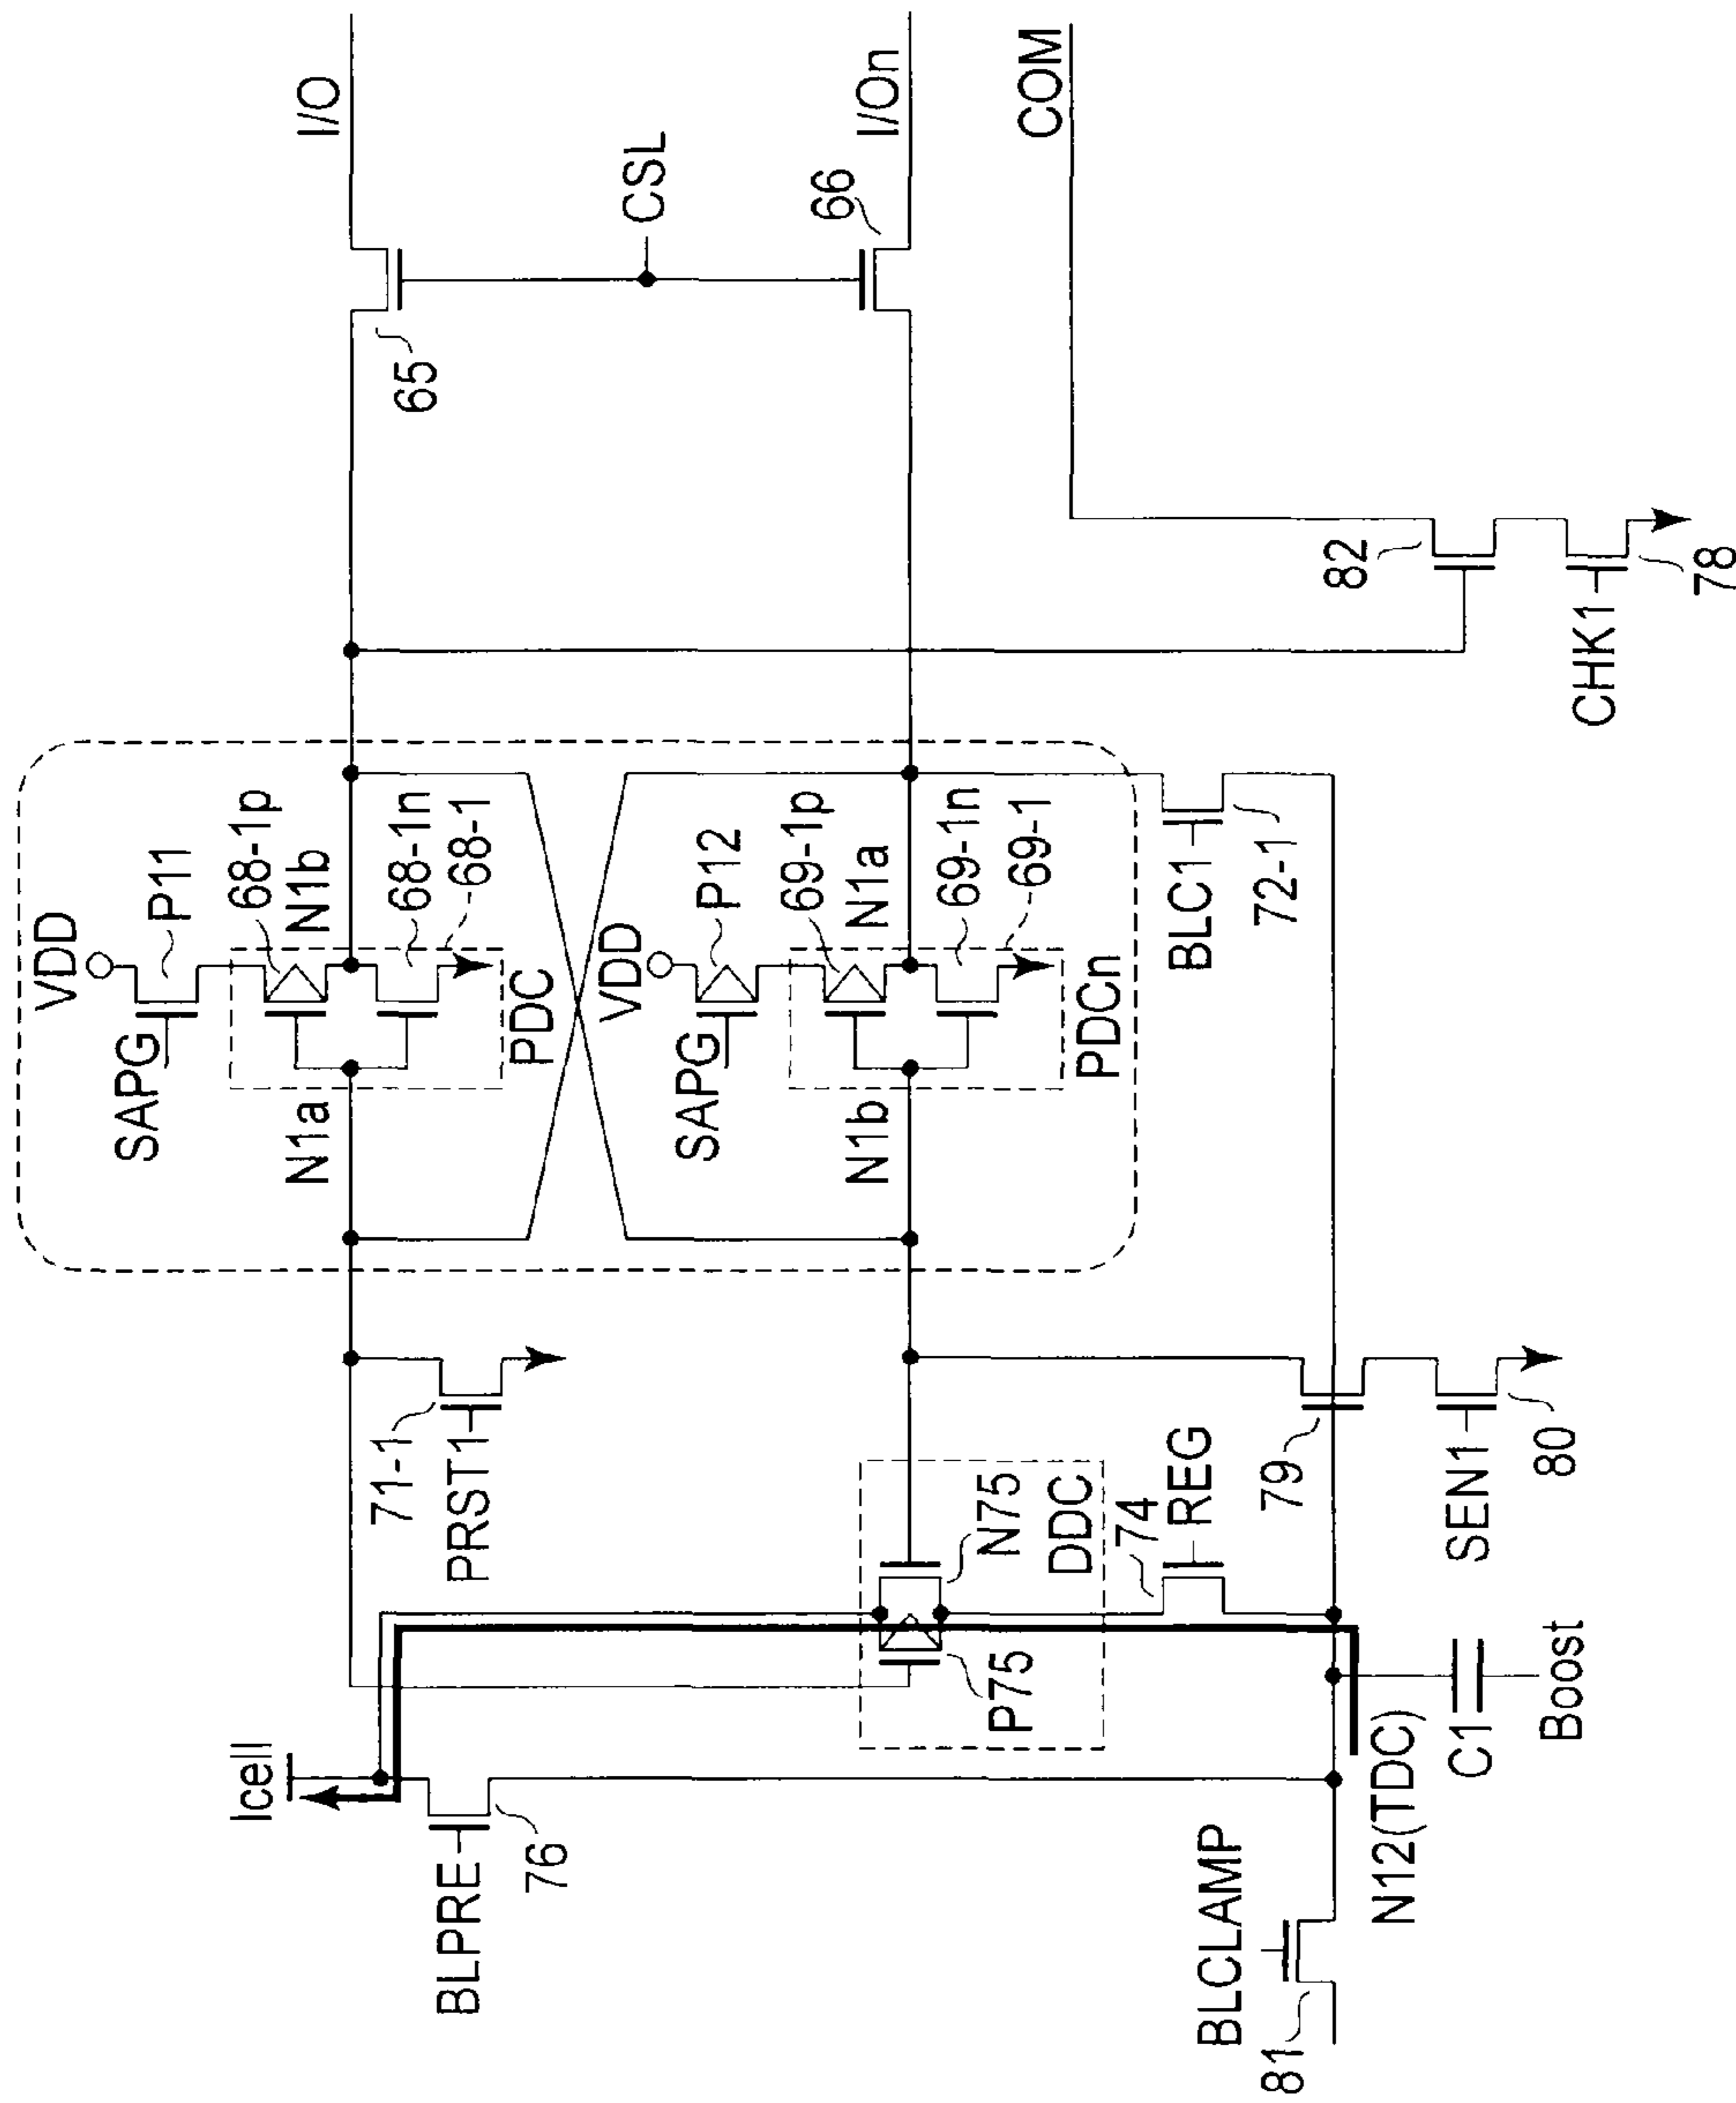 I/O
I/On
COM
CSL
66
65
82
CHK1
78
VDD
P11
68-1p
N1b
68-1n
68-1
SAPG
PDC
N1a
VDD
P12
69-1p
N1a
69-1n
69-1
SAPG
PDCn
N1b
BLC1
72-1
71-1
PRST1
N75
DDC
P75
74
REG
79
SEN1
80
Icell
BLPRE
76
BLCLAMP
81
N12(TDC)
C1
Boost